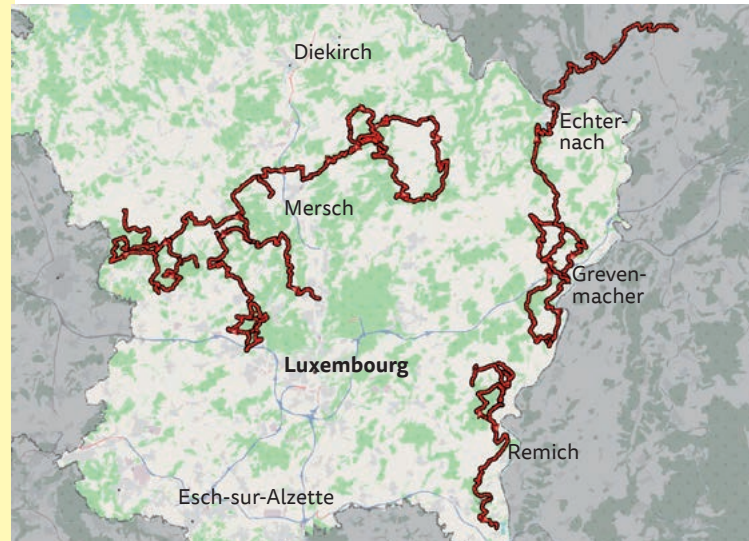 Diekirch
Echter-
nach
Mersch
Greven-
macher
Luxembourg
Remich
Esch-sur-Alzette